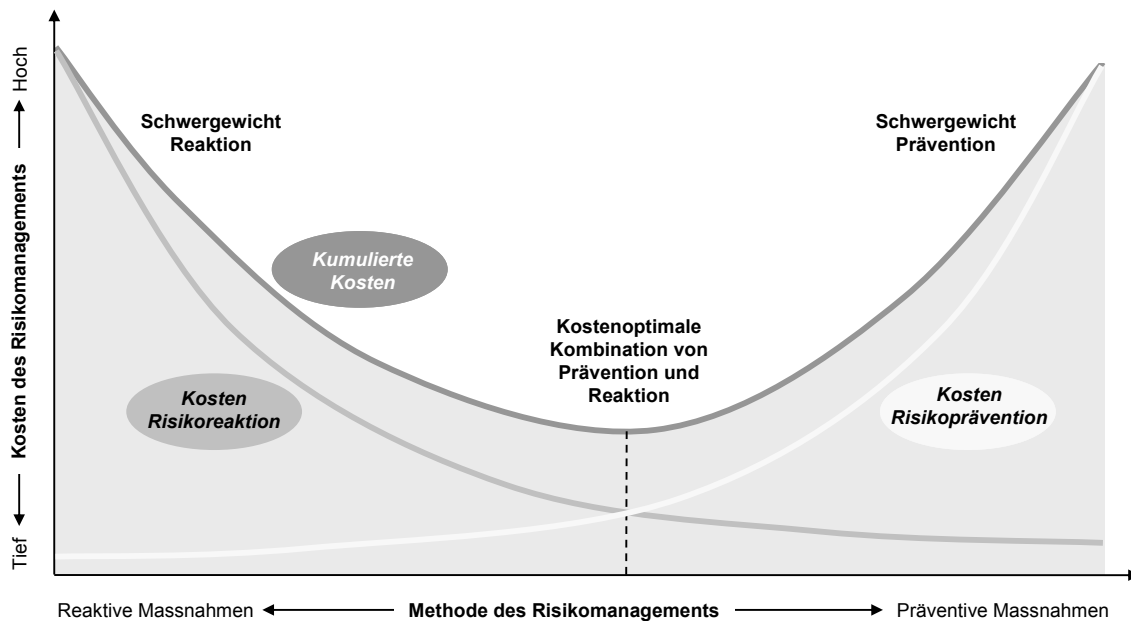 Hoch
Kosten des Risikomanagements
Tief
Schwergewicht
Reaktion
Schwergewicht
Prävention
Kumulierte
Kosten
Kostenoptimale
Kombination von
Prävention und
Reaktion
Kosten
Risikoreaktion
Kosten
Risikoprävention
Reaktive Massnahmen
Methode des Risikomanagements
Präventive Massnahmen